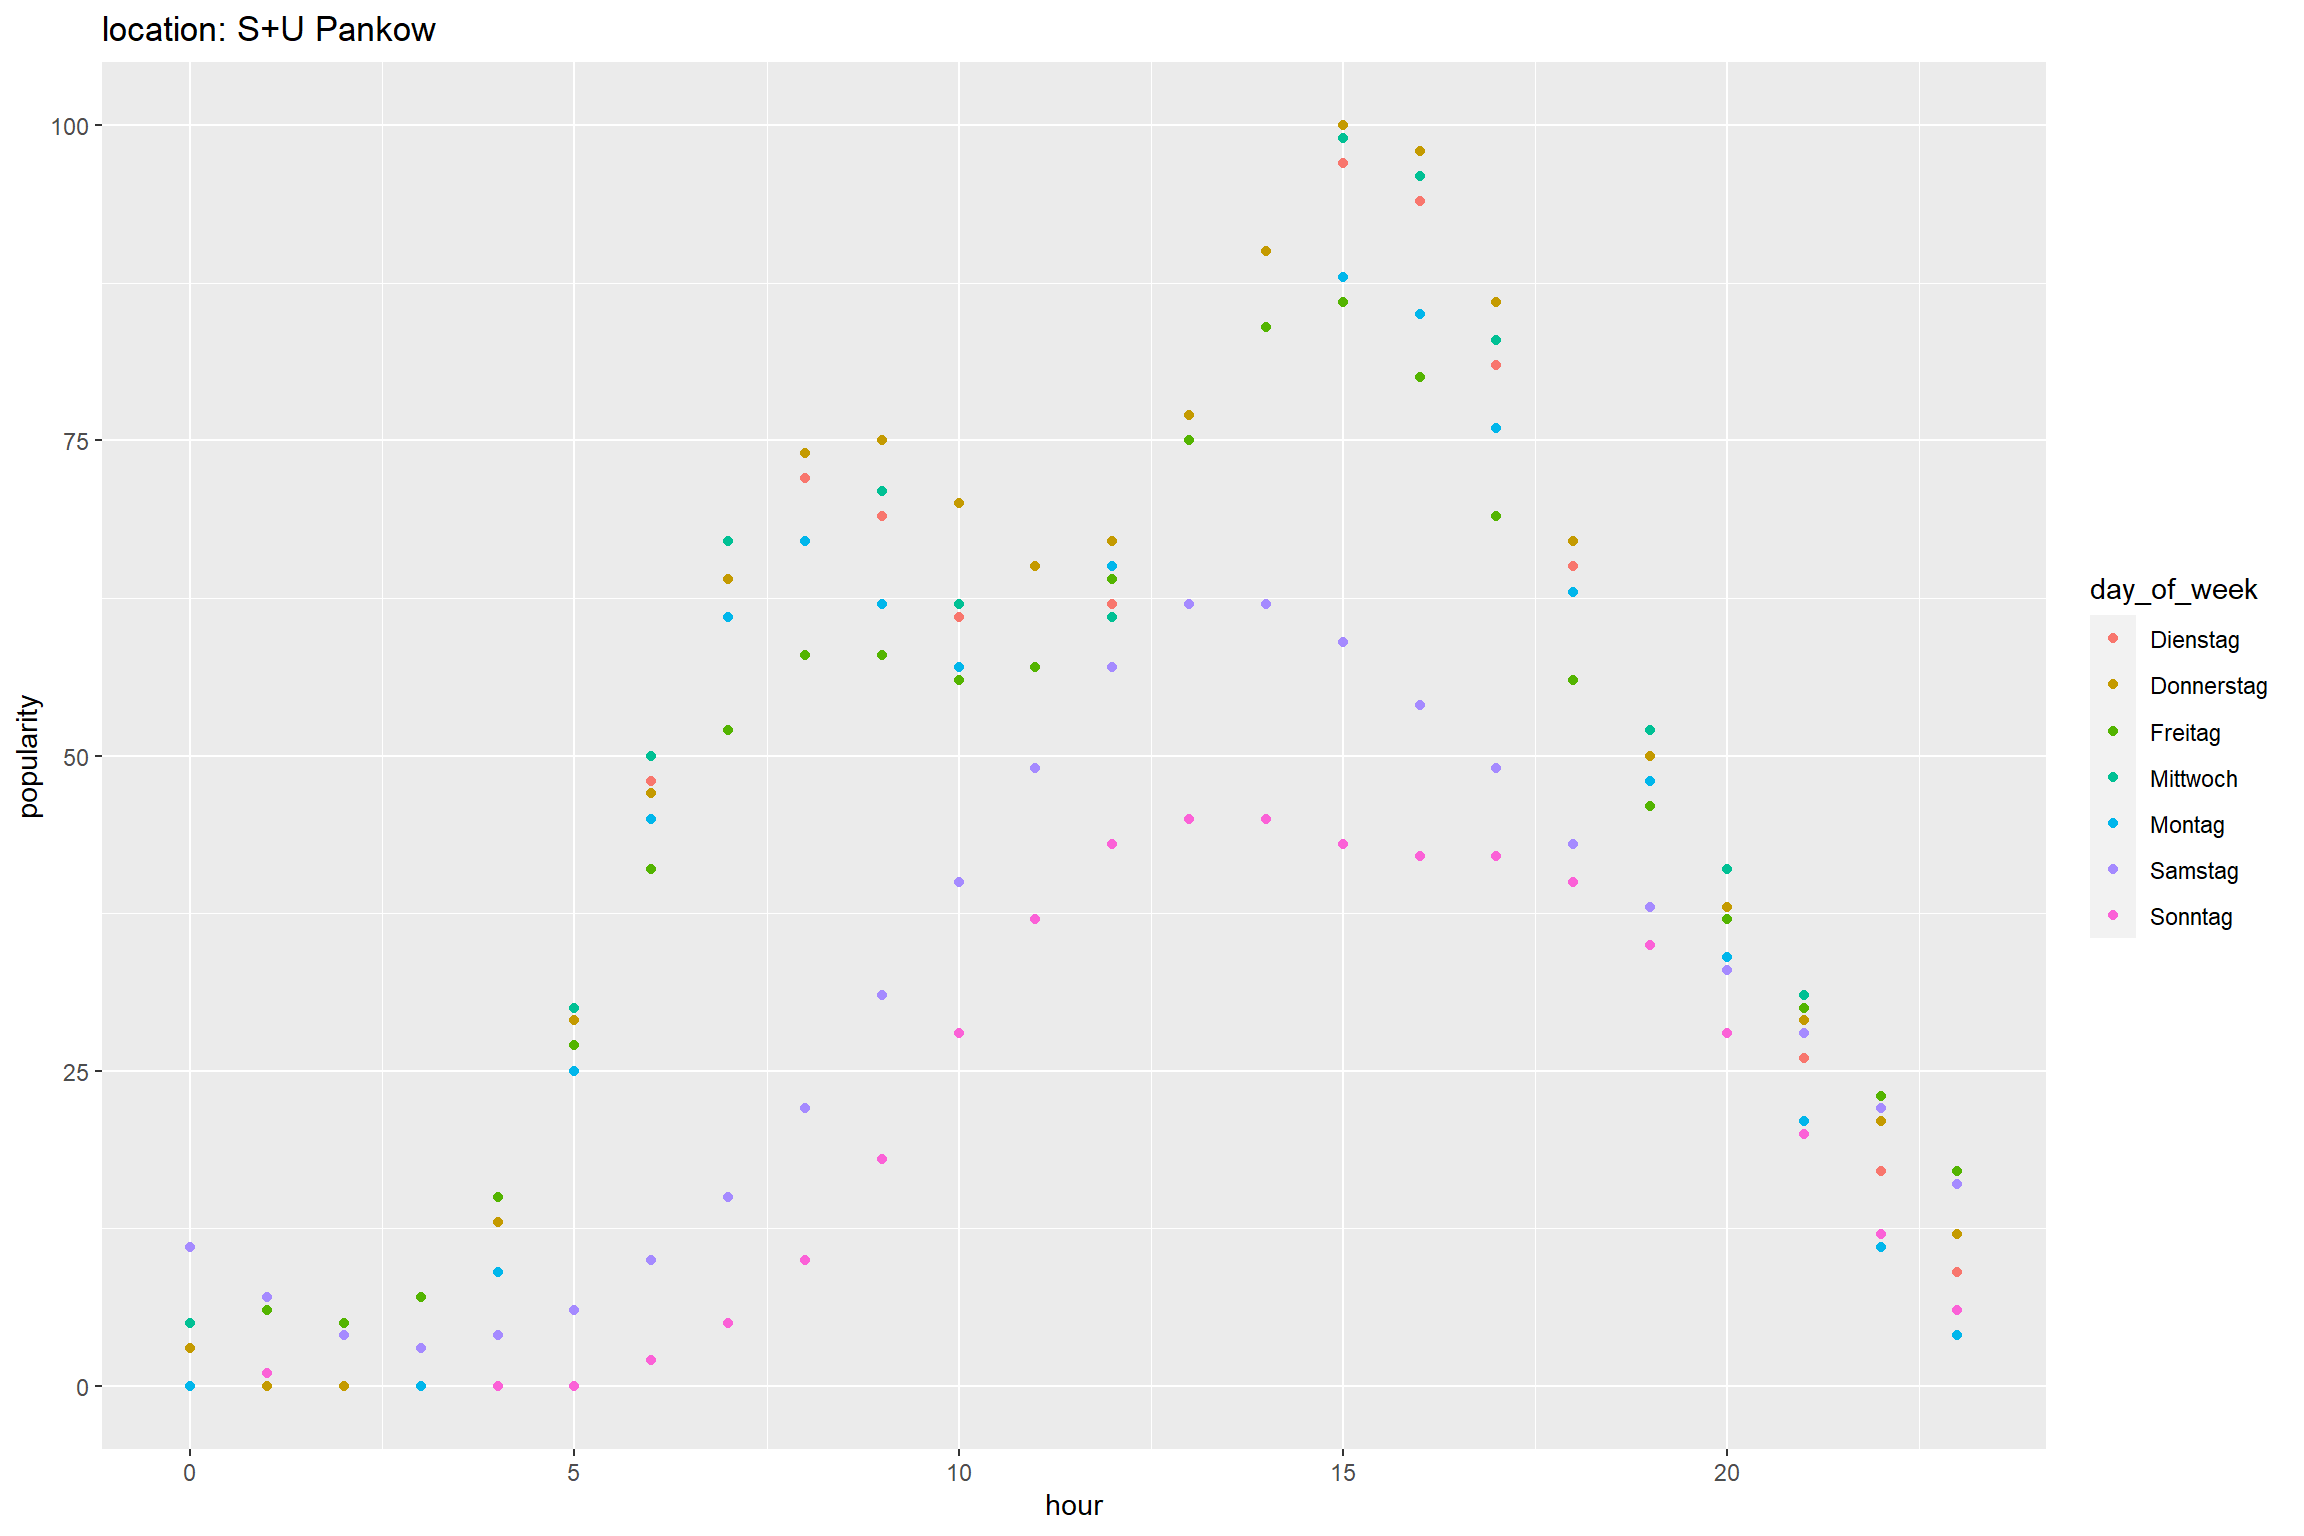 location: S+U Pankow
100
75
50
25
0
popularity
0 5 10 15 20
hour
day_of_week
Dienstag
Donnerstag
Freitag
Mittwoch
Montag
Samstag
Sonntag